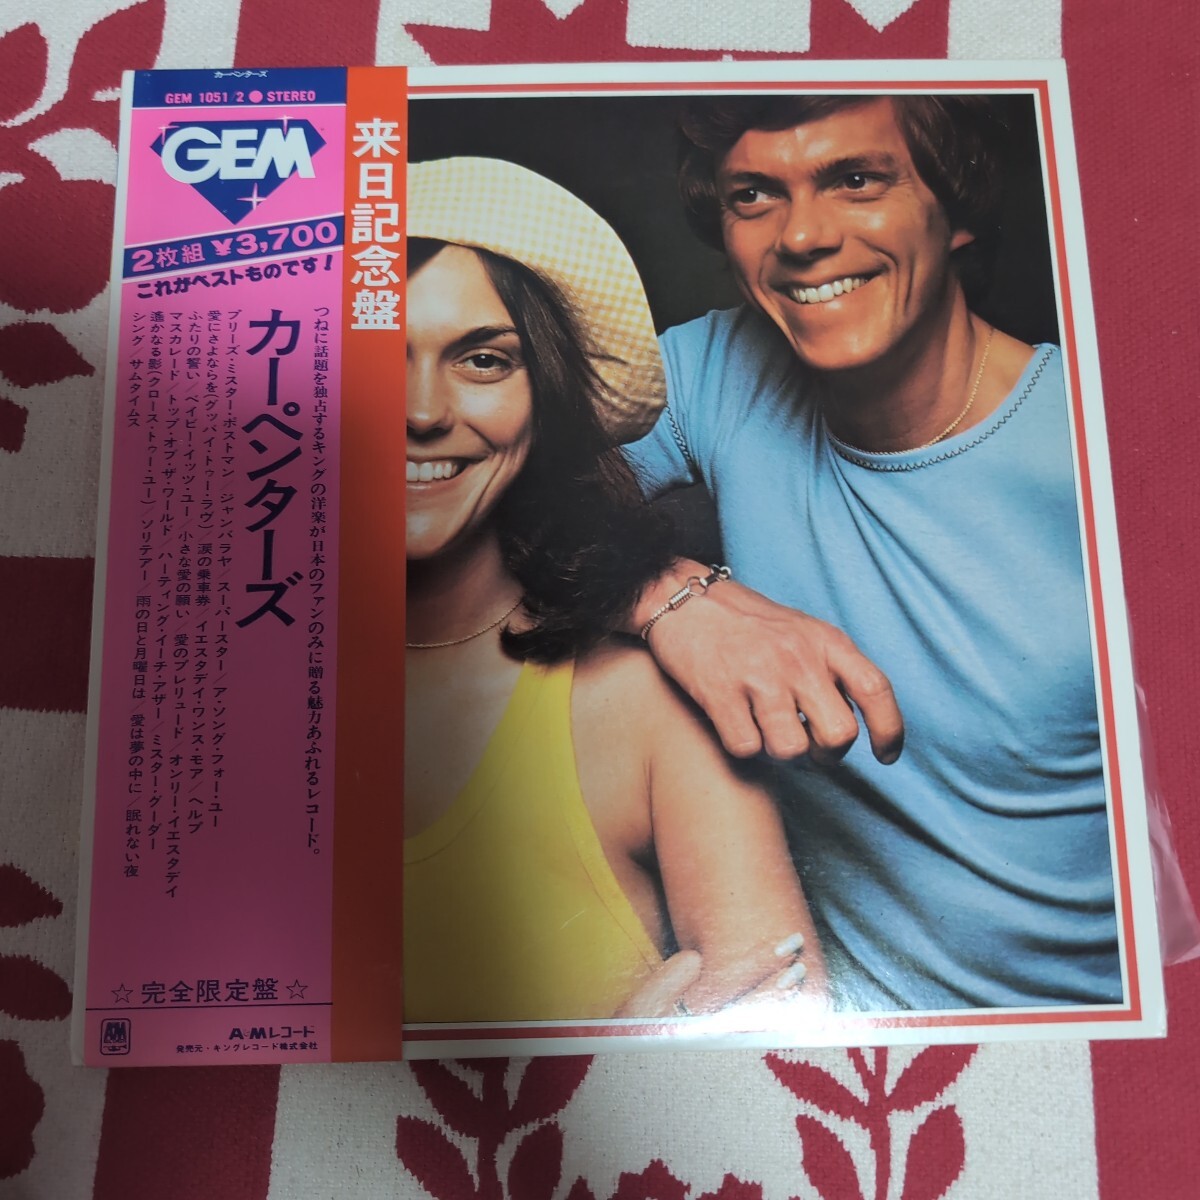 カーペンターズ
GEM 1051/2 ● STEREO
GEM
2枚組 ¥3,700
これがベストものです!
来日記念盤
つねに話題を独占するキングの洋楽が日本のファンのみに贈る魅力あふれるレコード。
カーペンターズ
プリーズ・ミスター・ポストマン/ジャンバラヤ/スーパースター/ア・ソング・フォー・ユー
愛にさよならを(グッバイ・トゥー・ラヴ)/涙の乗車券/イエスタデイ・ワンス・モア/ヘルプ
ふたりの誓い/ベイビー・イッツ・ユー/小さな愛の願い/愛のプレリュード/オンリー・イエスタデイ
マスカレード/トップ・オブ・ザ・ワールド/ハーティング・イーチ・アザー/ミスター・グーダー
遙かなる影(クロース・トゥー・ユー)/ソリテアー/雨の日と月曜日は/愛は夢の中に/眠れない夜
シング/サムタイムス
☆完全限定盤☆
A&M
A&Mレコード
発売元・キングレコード株式会社